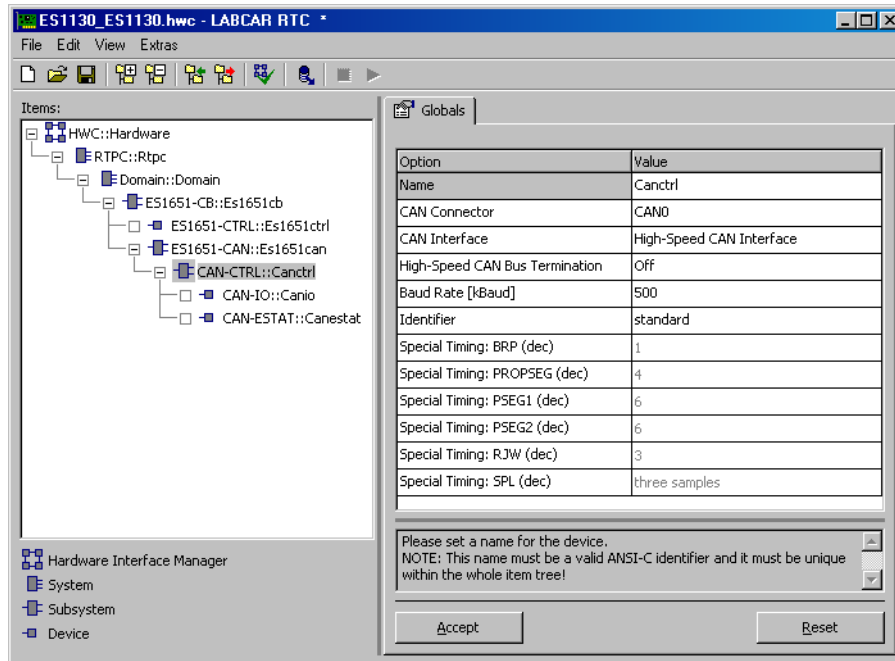 ES1130_ES1130.hwc - LABCAR RTC *
File Edit View Extras
Items:
HWC::Hardware
RTPC::Rtpc
Domain::Domain
ES1651-CB::Es1651cb
ES1651-CTRL::Es1651ctrl
ES1651-CAN::Es1651can
CAN-CTRL::Canctrl
CAN-IO::Canio
CAN-ESTAT::Canestat
Hardware Interface Manager
System
Subsystem
Device
Globals
Option Value
Name Canctrl
CAN Connector CAN0
CAN Interface High-Speed CAN Interface
High-Speed CAN Bus Termination Off
Baud Rate [kBaud] 500
Identifier standard
Special Timing: BRP (dec) 1
Special Timing: PROPSEG (dec) 4
Special Timing: PSEG1 (dec) 6
Special Timing: PSEG2 (dec) 6
Special Timing: RJW (dec) 3
Special Timing: SPL (dec) three samples
Please set a name for the device.
NOTE: This name must be a valid ANSI-C identifier and it must be unique
within the whole item tree!
Accept Reset